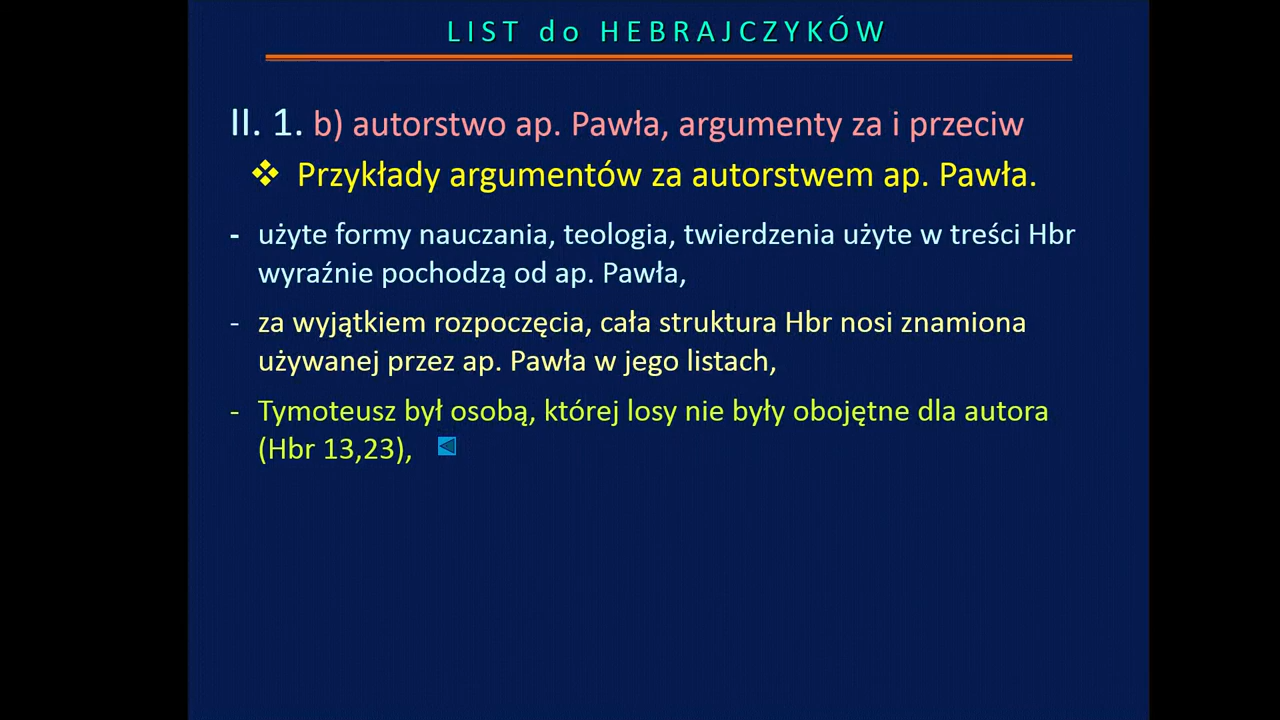 LIST do HEBRAJCZYKÓW
II. 1. b) autorstwo ap. Pawła, argumenty za i przeciw
❖ Przykłady argumentów za autorstwem ap. Pawła.
- użyte formy nauczania, teologia, twierdzenia użyte w treści Hbr
wyraźnie pochodzą od ap. Pawła,
- za wyjątkiem rozpoczęcia, cała struktura Hbr nosi znamiona
używanej przez ap. Pawła w jego listach,
- Tymoteusz był osobą, której losy nie były obojętne dla autora
(Hbr 13,23),